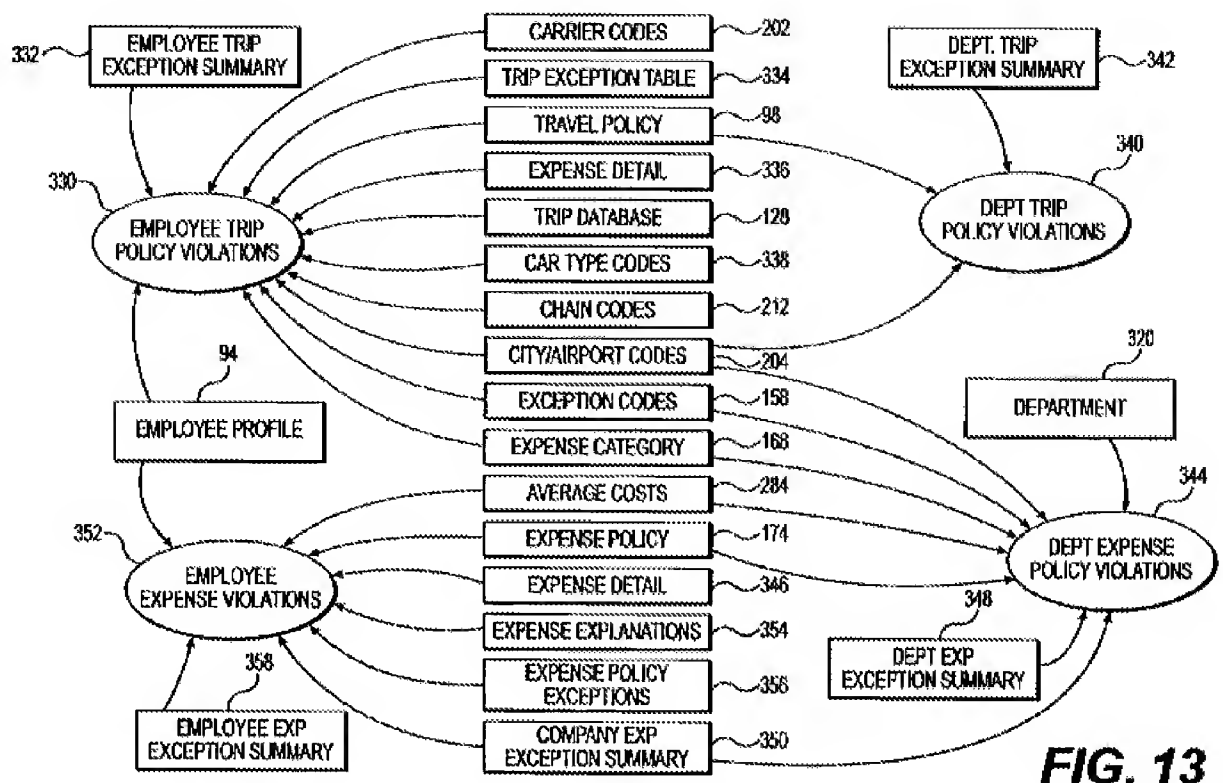 332
EMPLOYEE TRIP
EXCEPTION SUMMARY
CARRIER CODES
202
DEPT. TRIP
EXCEPTION SUMMARY
342
TRIP EXCEPTION TABLE
334
TRAVEL POLICY
98
330
EMPLOYEE TRIP
POLICY VIOLATIONS
EXPENSE DETAIL
336
340
DEPT TRIP
POLICY VIOLATIONS
TRIP DATABASE
128
CAR TYPE CODES
338
CHAIN CODES
212
CITY/AIRPORT CODES
204
94
EMPLOYEE PROFILE
EXCEPTION CODES
158
320
DEPARTMENT
EXPENSE CATEGORY
168
AVERAGE COSTS
284
344
352
EMPLOYEE
EXPENSE VIOLATIONS
EXPENSE POLICY
174
DEPT EXPENSE
POLICY VIOLATIONS
EXPENSE DETAIL
346
EXPENSE EXPLANATIONS
354
348
DEPT EXP
EXCEPTION SUMMARY
358
EMPLOYEE EXP
EXCEPTION SUMMARY
EXPENSE POLICY
EXCEPTIONS
356
COMPANY EXP
EXCEPTION SUMMARY
350
FIG. 13